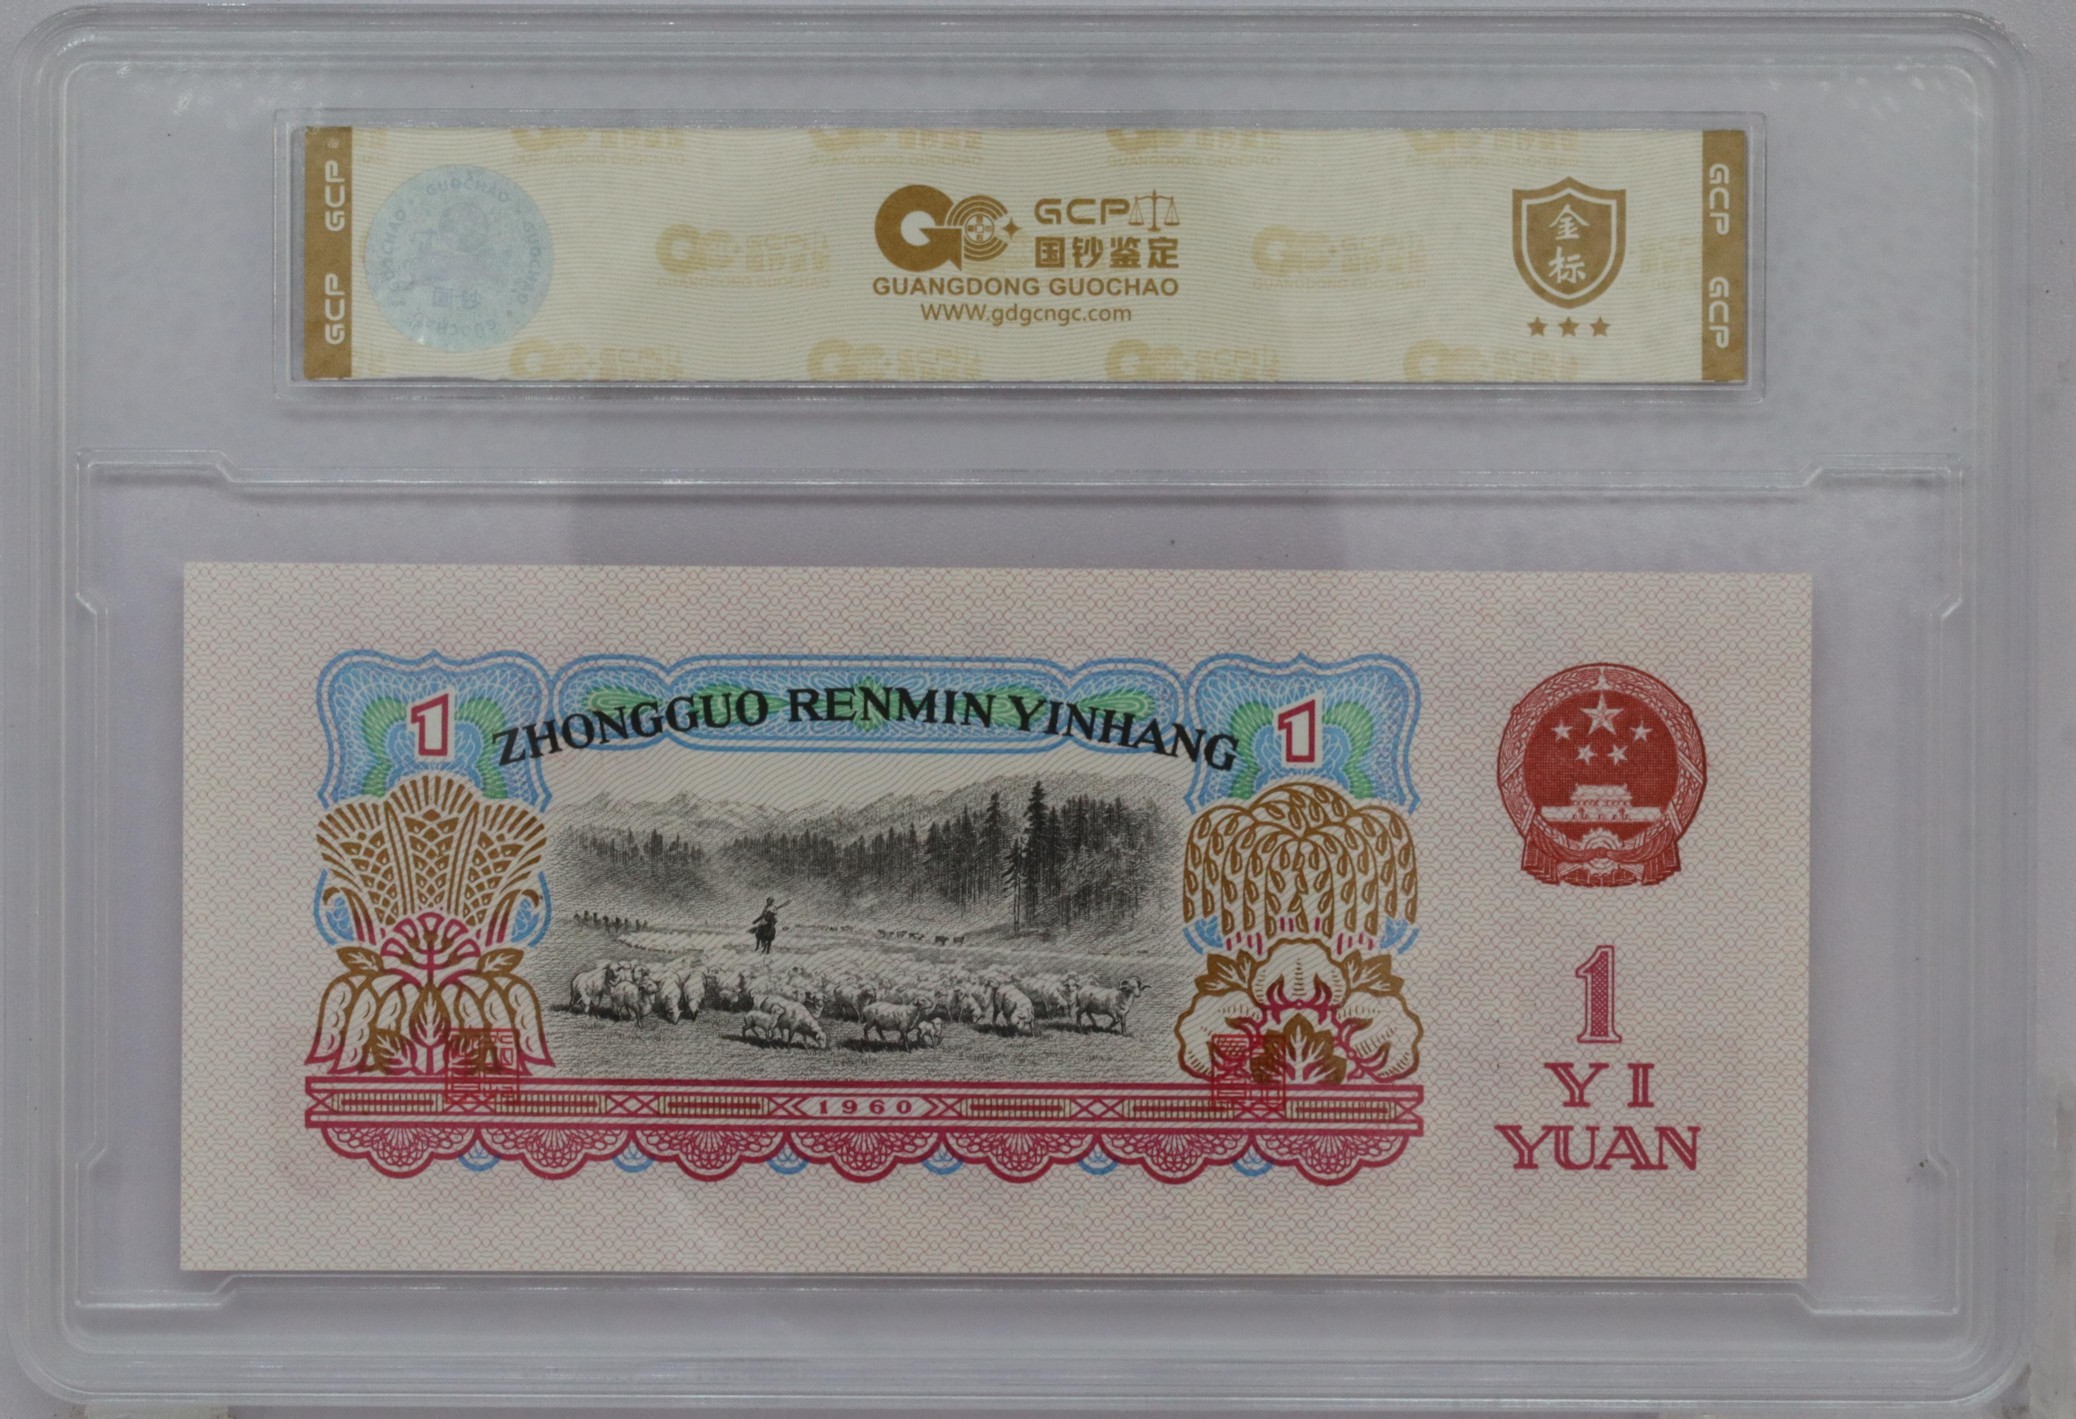 GCP
GCP
GCP
国钞鉴定
GUANGDONG GUOCHAO
WWW.gdgcngc.com
金
标
GCP
GCP
ZHONGGUO RENMIN YINHANG
1
1
1960
1
YI
YUAN